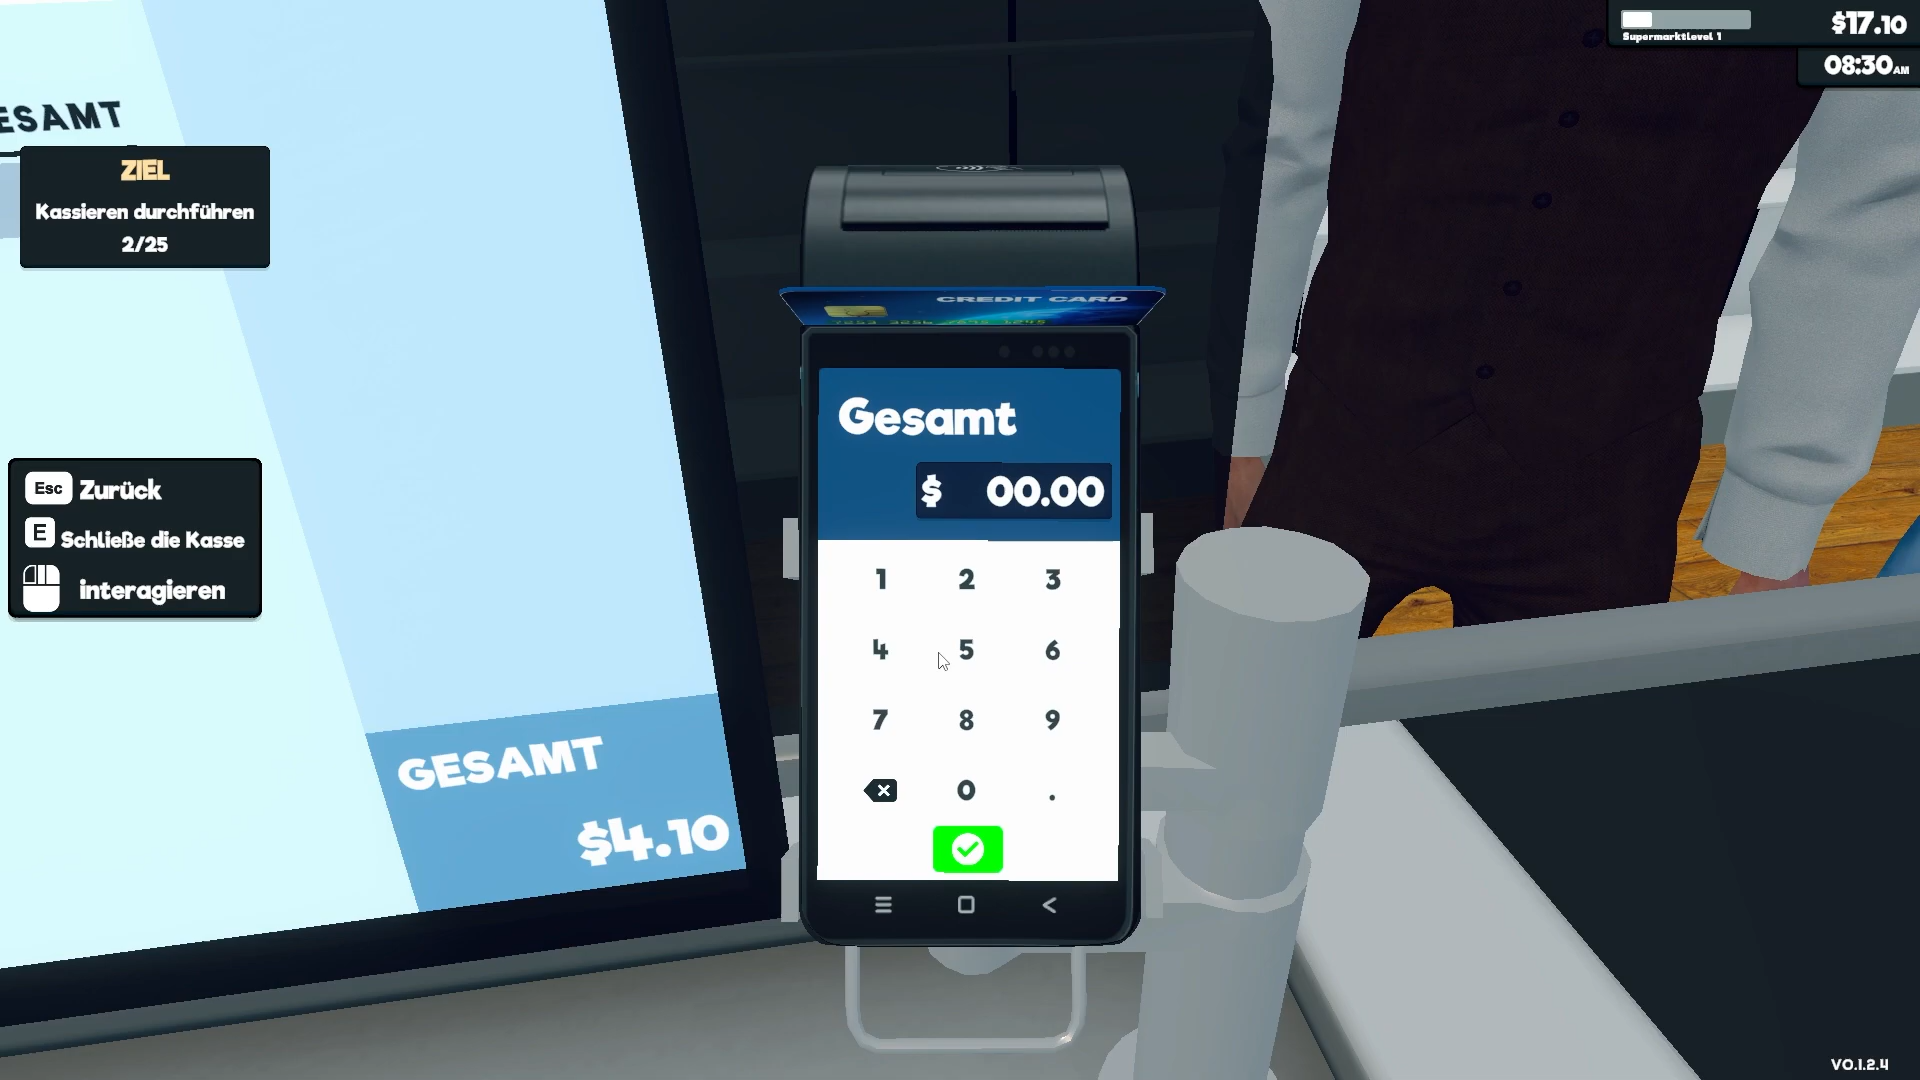 ESAMT
ZIEL
Kassieren durchführen
2/25
Esc Zurück
E Schließe die Kasse
interagieren
GESAMT
$4.10
CREDIT CARD
Gesamt
$ 00.00
1 2 3
4 5 6
7 8 9
0 .
Supermarktlevel 1
$17.10
08:30AM
V0.1.2.4